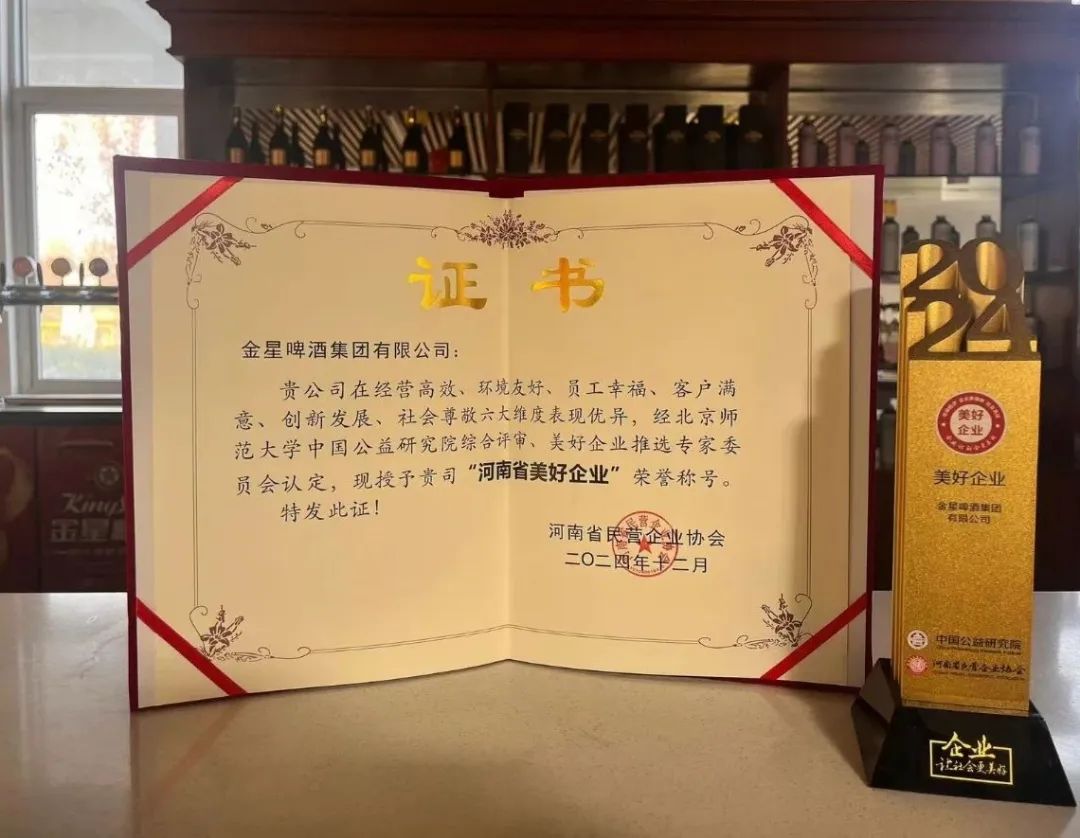 证书
金星啤酒集团有限公司：
贵公司在经营高效、环境友好、员工幸福、客户满
意、创新发展、社会尊敬六大维度表现优异，经北京师
范大学中国公益研究院综合评审、美好企业推选专家委
员会认定，现授予贵司“河南省美好企业”荣誉称号。
特发此证！
河南省民营企业协会
二〇二四年十二月
2024
美好
企业
美好企业
金星啤酒集团
有限公司
中国公益研究院
河南省民营企业协会
企业
让社会更美好
金星